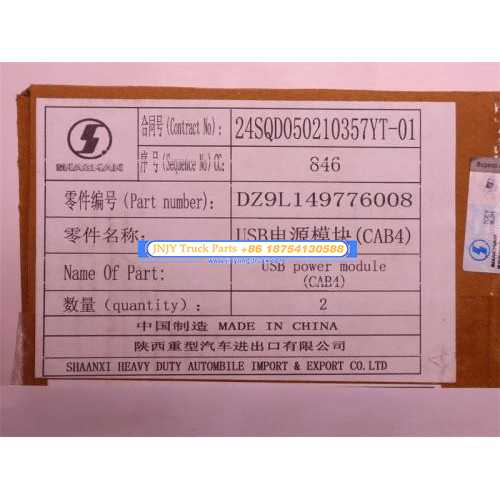 SHACMAN
合同号(Contract No): 24SQD050210357YT-01
序 号(Sequence No)CC: 846
零件编号(Part number): DZ9L149776008
零件名称: USB电源模块(CAB4)
JNJY Truck Parts +86 18754130588
Name Of Part: USB power module
(CAB4)
数量(quantity): 2
中国制造 MADE IN CHINA
陕西重型汽车进出口有限公司
SHAANXI HEAVY DUTY AUTOMBILE IMPORT & EXPORT CO.LTD